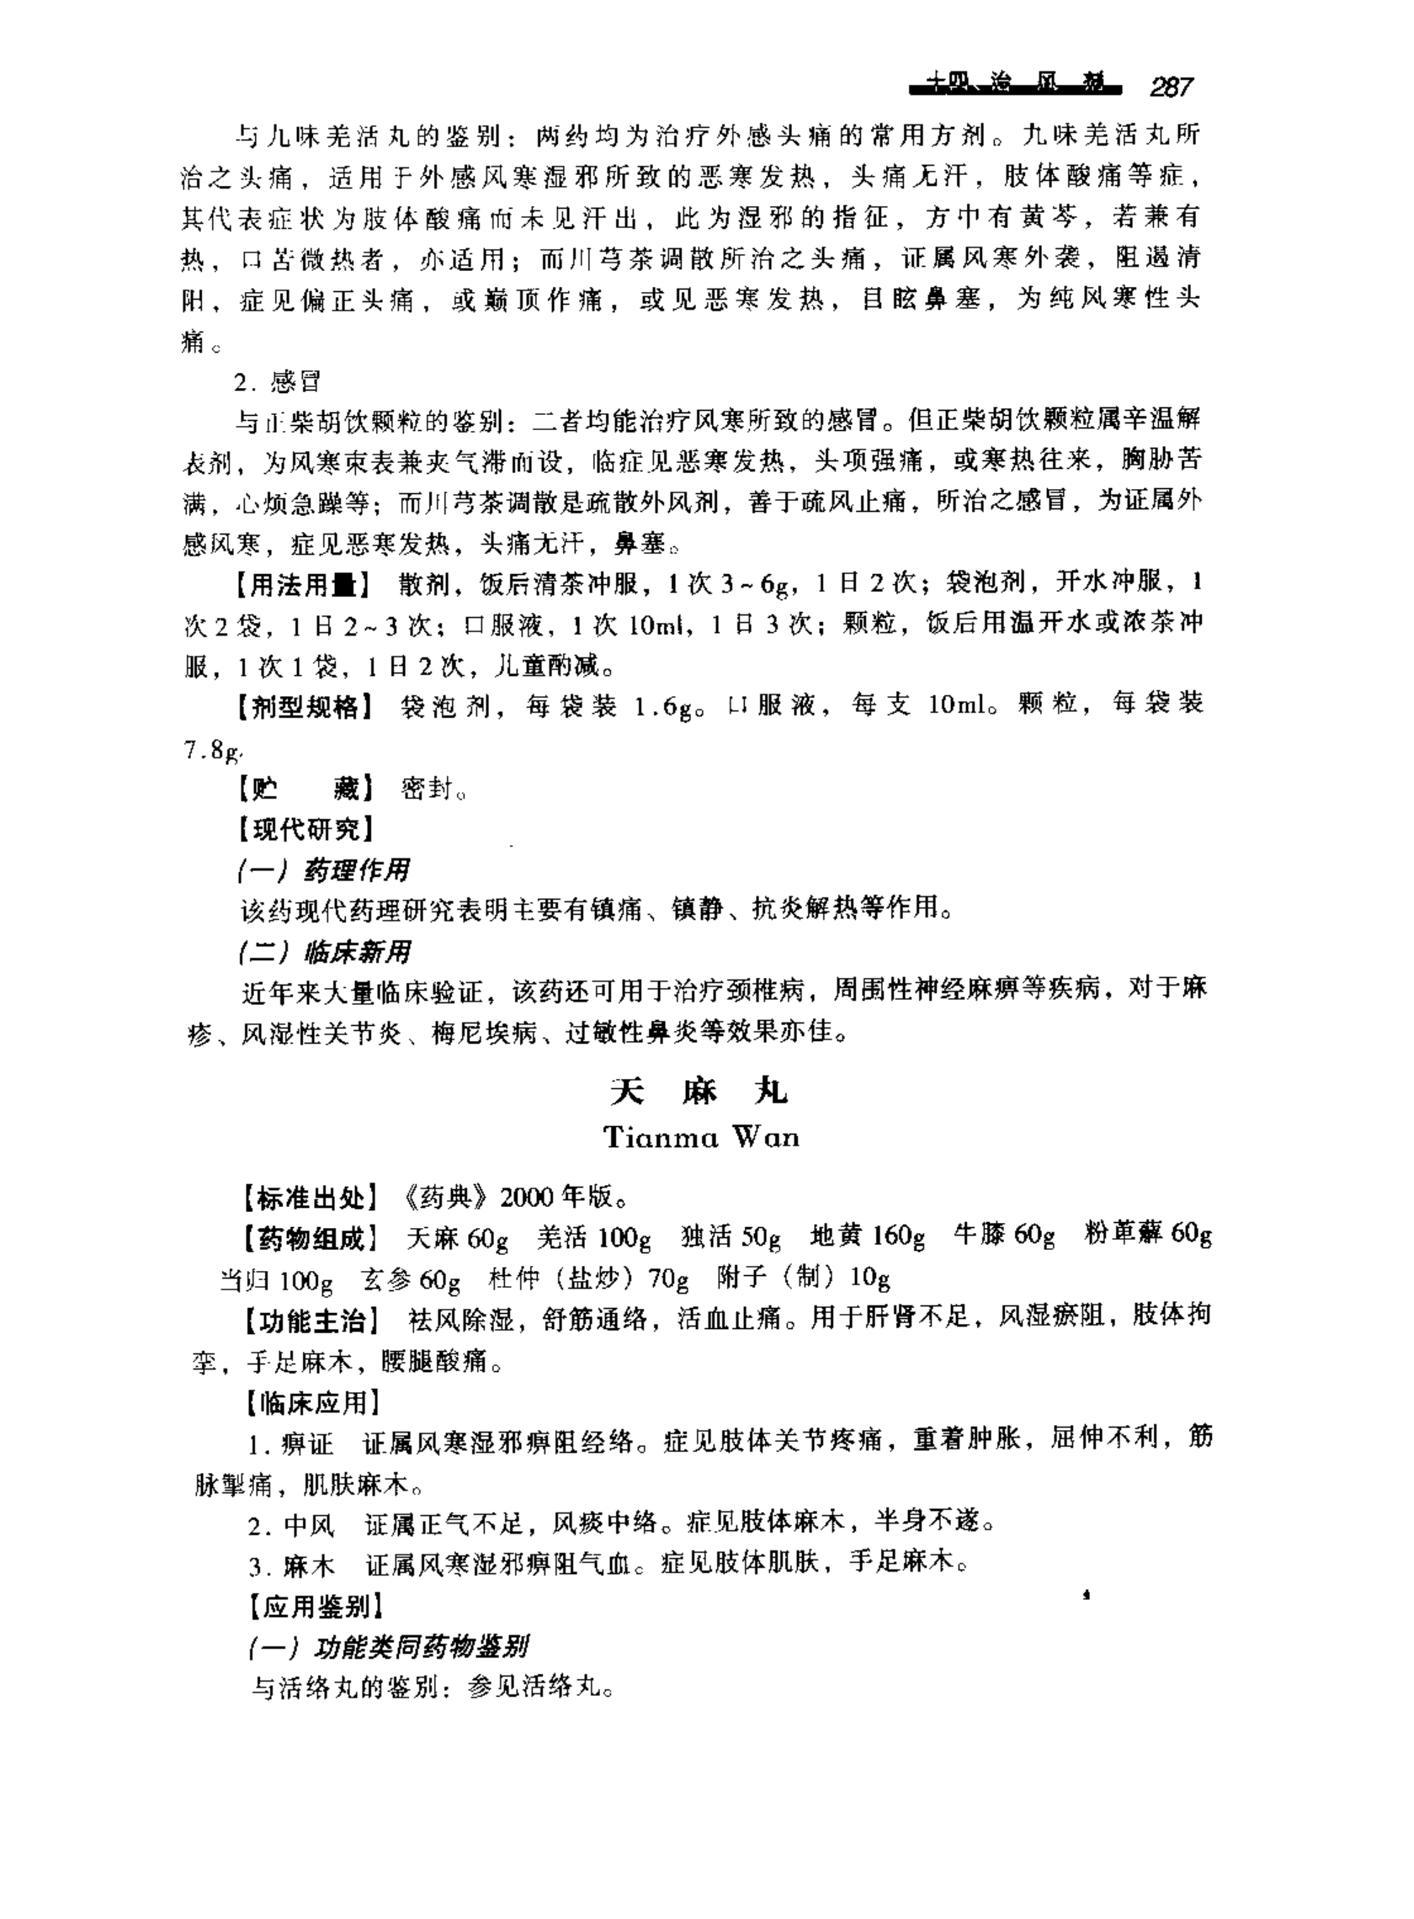 十四、治风剂 287
与九味羌活丸的鉴别：两药均为治疗外感头痛的常用方剂。九味羌活丸所
治之头痛，适用于外感风寒湿邪所致的恶寒发热，头痛无汗，肢体酸痛等症，
其代表症状为肢体酸痛而未见汗出，此为湿邪的指征，方中有黄芩，若兼有
热，口苦微热者，亦适用；而川芎茶调散所治之头痛，证属风寒外袭，阻遏清
阳，症见偏正头痛，或巅顶作痛，或见恶寒发热，目眩鼻塞，为纯风寒性头
痛。
2. 感冒
与正柴胡饮颗粒的鉴别：二者均能治疗风寒所致的感冒。但正柴胡饮颗粒属辛温解
表剂，为风寒束表兼夹气滞而设，临症见恶寒发热，头项强痛，或寒热往来，胸胁苦
满，心烦急躁等；而川芎茶调散是疏散外风剂，善于疏风止痛，所治之感冒，为证属外
感风寒，症见恶寒发热，头痛无汗，鼻塞。
【用法用量】 散剂，饭后清茶冲服，1次3~6g，1日2次；袋泡剂，开水冲服，1
次2袋，1日2~3次；口服液，1次10ml，1日3次；颗粒，饭后用温开水或浓茶冲
服，1次1袋，1日2次，儿童酌减。
【剂型规格】 袋泡剂，每袋装1.6g。口服液，每支10ml。颗粒，每袋装
7.8g.
【贮　　藏】 密封。
【现代研究】
(一) 药理作用
该药现代药理研究表明主要有镇痛、镇静、抗炎解热等作用。
(二) 临床新用
近年来大量临床验证，该药还可用于治疗颈椎病，周围性神经麻痹等疾病，对于麻
疹、风湿性关节炎、梅尼埃病、过敏性鼻炎等效果亦佳。
天　麻　丸
Tianma Wan
【标准出处】《药典》2000年版。
【药物组成】 天麻60g　羌活100g　独活50g　地黄160g　牛膝60g　粉萆薢60g
当归100g　玄参60g　杜仲（盐炒）70g　附子（制）10g
【功能主治】 祛风除湿，舒筋通络，活血止痛。用于肝肾不足，风湿瘀阻，肢体拘
挛，手足麻木，腰腿酸痛。
【临床应用】
1. 痹证　证属风寒湿邪痹阻经络。症见肢体关节疼痛，重着肿胀，屈伸不利，筋
脉掣痛，肌肤麻木。
2. 中风　证属正气不足，风痰中络。症见肢体麻木，半身不遂。
3. 麻木　证属风寒湿邪痹阻气血。症见肢体肌肤，手足麻木。
【应用鉴别】
(一) 功能类同药物鉴别
与活络丸的鉴别：参见活络丸。